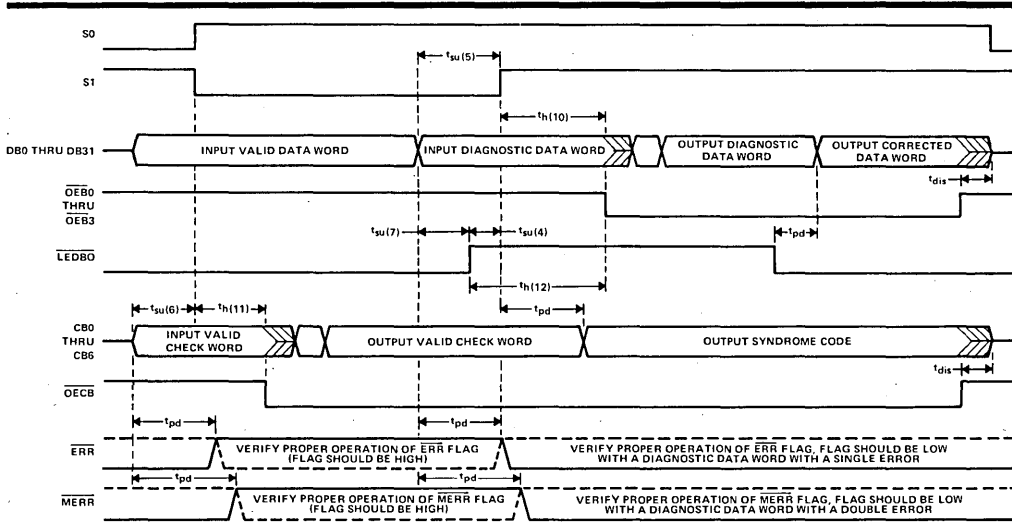 S0
tsu(5)
S1
th(10)
DB0 THRU DB31
INPUT VALID DATA WORD
INPUT DIAGNOSTIC DATA WORD
OUTPUT DIAGNOSTIC
DATA WORD
OUTPUT CORRECTED
DATA WORD
tdis
OEB0
THRU
OEB3
tsu(7)
tsu(4)
tpd
LEDBO
th(12)
tsu(6)
th(11)
tpd
CB0
THRU
CB6
INPUT VALID
CHECK WORD
OUTPUT VALID CHECK WORD
OUTPUT SYNDROME CODE
tdis
OECB
tpd
tpd
ERR
VERIFY PROPER OPERATION OF ERR FLAG
(FLAG SHOULD BE HIGH)
VERIFY PROPER OPERATION OF ERR FLAG, FLAG SHOULD BE LOW
WITH A DIAGNOSTIC DATA WORD WITH A SINGLE ERROR
tpd
tpd
MERR
VERIFY PROPER OPERATION OF MERR FLAG
(FLAG SHOULD BE HIGH)
VERIFY PROPER OPERATION OF MERR FLAG, FLAG SHOULD BE LOW
WITH A DIAGNOSTIC DATA WORD WITH A DOUBLE ERROR